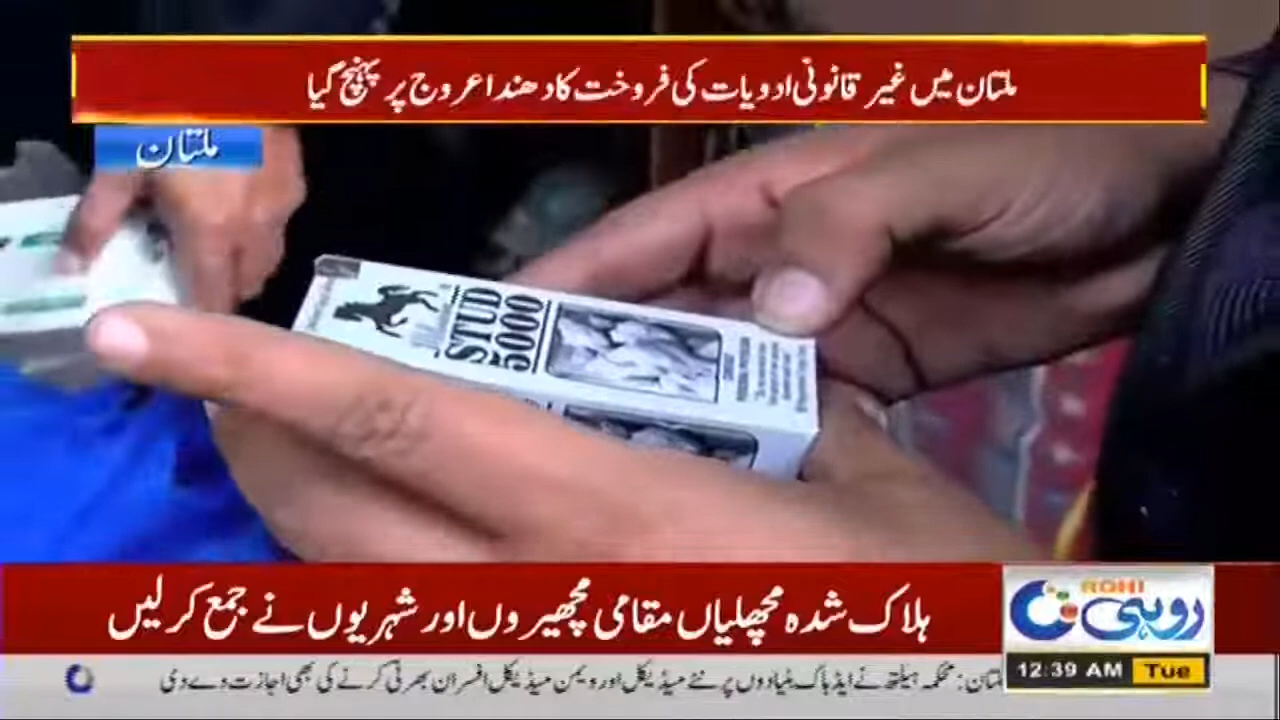 ملتان میں غیر قانونی ادویات کی فروخت کا دھندا عروج پر پہنچ گیا
ملتان
STUD
5000
ہلاک شدہ مچھلیاں مقامی مچھیروں اور شہریوں نے جمع کرلیں
ROHI
روہی
12:39 AM Tue
ملتان : محکمہ ہیلتھ نے ایڈہاک بنیادوں پر نئے میڈیکل اور ویمن میڈیکل افسران بھرتی کرنے کی بھی اجازت دے دی